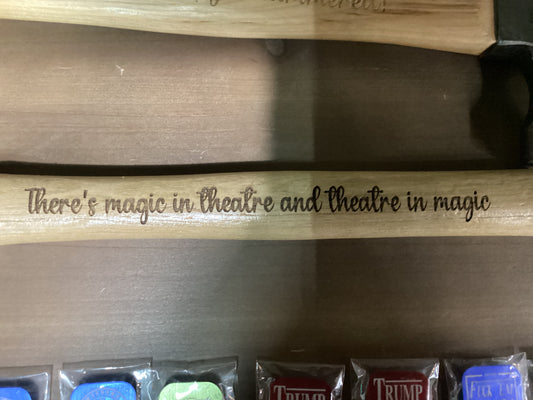 There's magic in theatre and theatre in magic
TRUMP
TRUMP